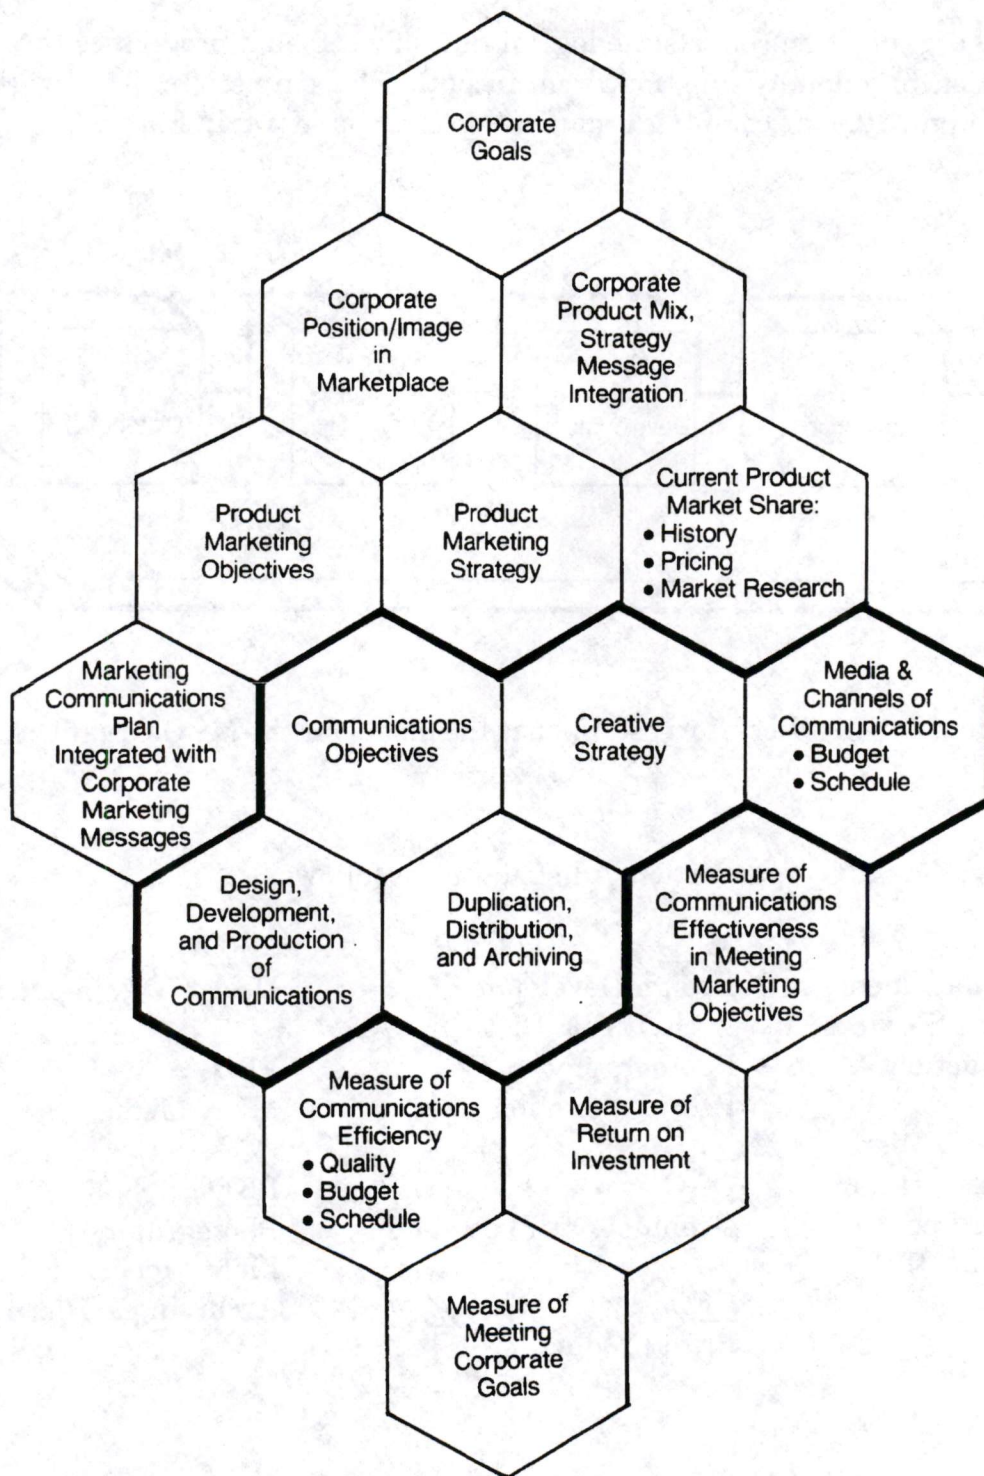 Corporate
Goals
Corporate
Position/Image
in
Marketplace
Corporate
Product Mix,
Strategy
Message
Integration
Product
Marketing
Objectives
Product
Marketing
Strategy
Current Product
Market Share:
• History
• Pricing
• Market Research
Marketing
Communications
Plan
Integrated with
Corporate
Marketing
Messages
Communications
Objectives
Creative
Strategy
Media &
Channels of
Communications
• Budget
• Schedule
Design,
Development,
and Production
of
Communications
Duplication,
Distribution,
and Archiving
Measure of
Communications
Effectiveness
in Meeting
Marketing
Objectives
Measure of
Communications
Efficiency
• Quality
• Budget
• Schedule
Measure of
Return on
Investment
Measure of
Meeting
Corporate
Goals